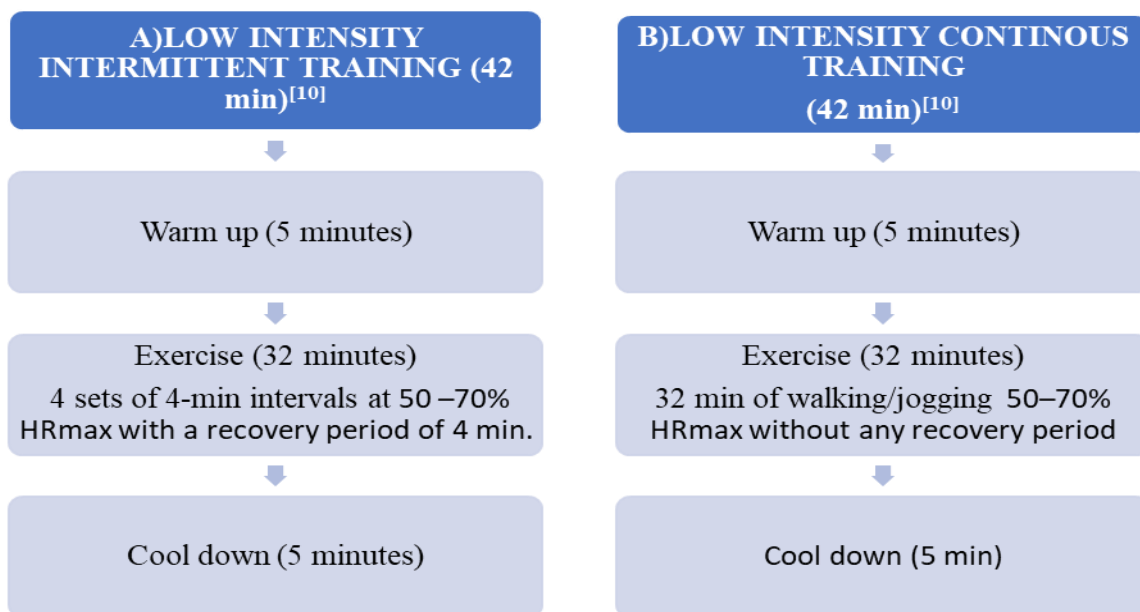 A)LOW INTENSITY
INTERMITTENT TRAINING (42
min)[10]
Warm up (5 minutes)
Exercise (32 minutes)
4 sets of 4-min intervals at 50 –70%
HRmax with a recovery period of 4 min.
Cool down (5 minutes)
B)LOW INTENSITY CONTINOUS
TRAINING
(42 min)[10]
Warm up (5 minutes)
Exercise (32 minutes)
32 min of walking/jogging 50–70%
HRmax without any recovery period
Cool down (5 min)